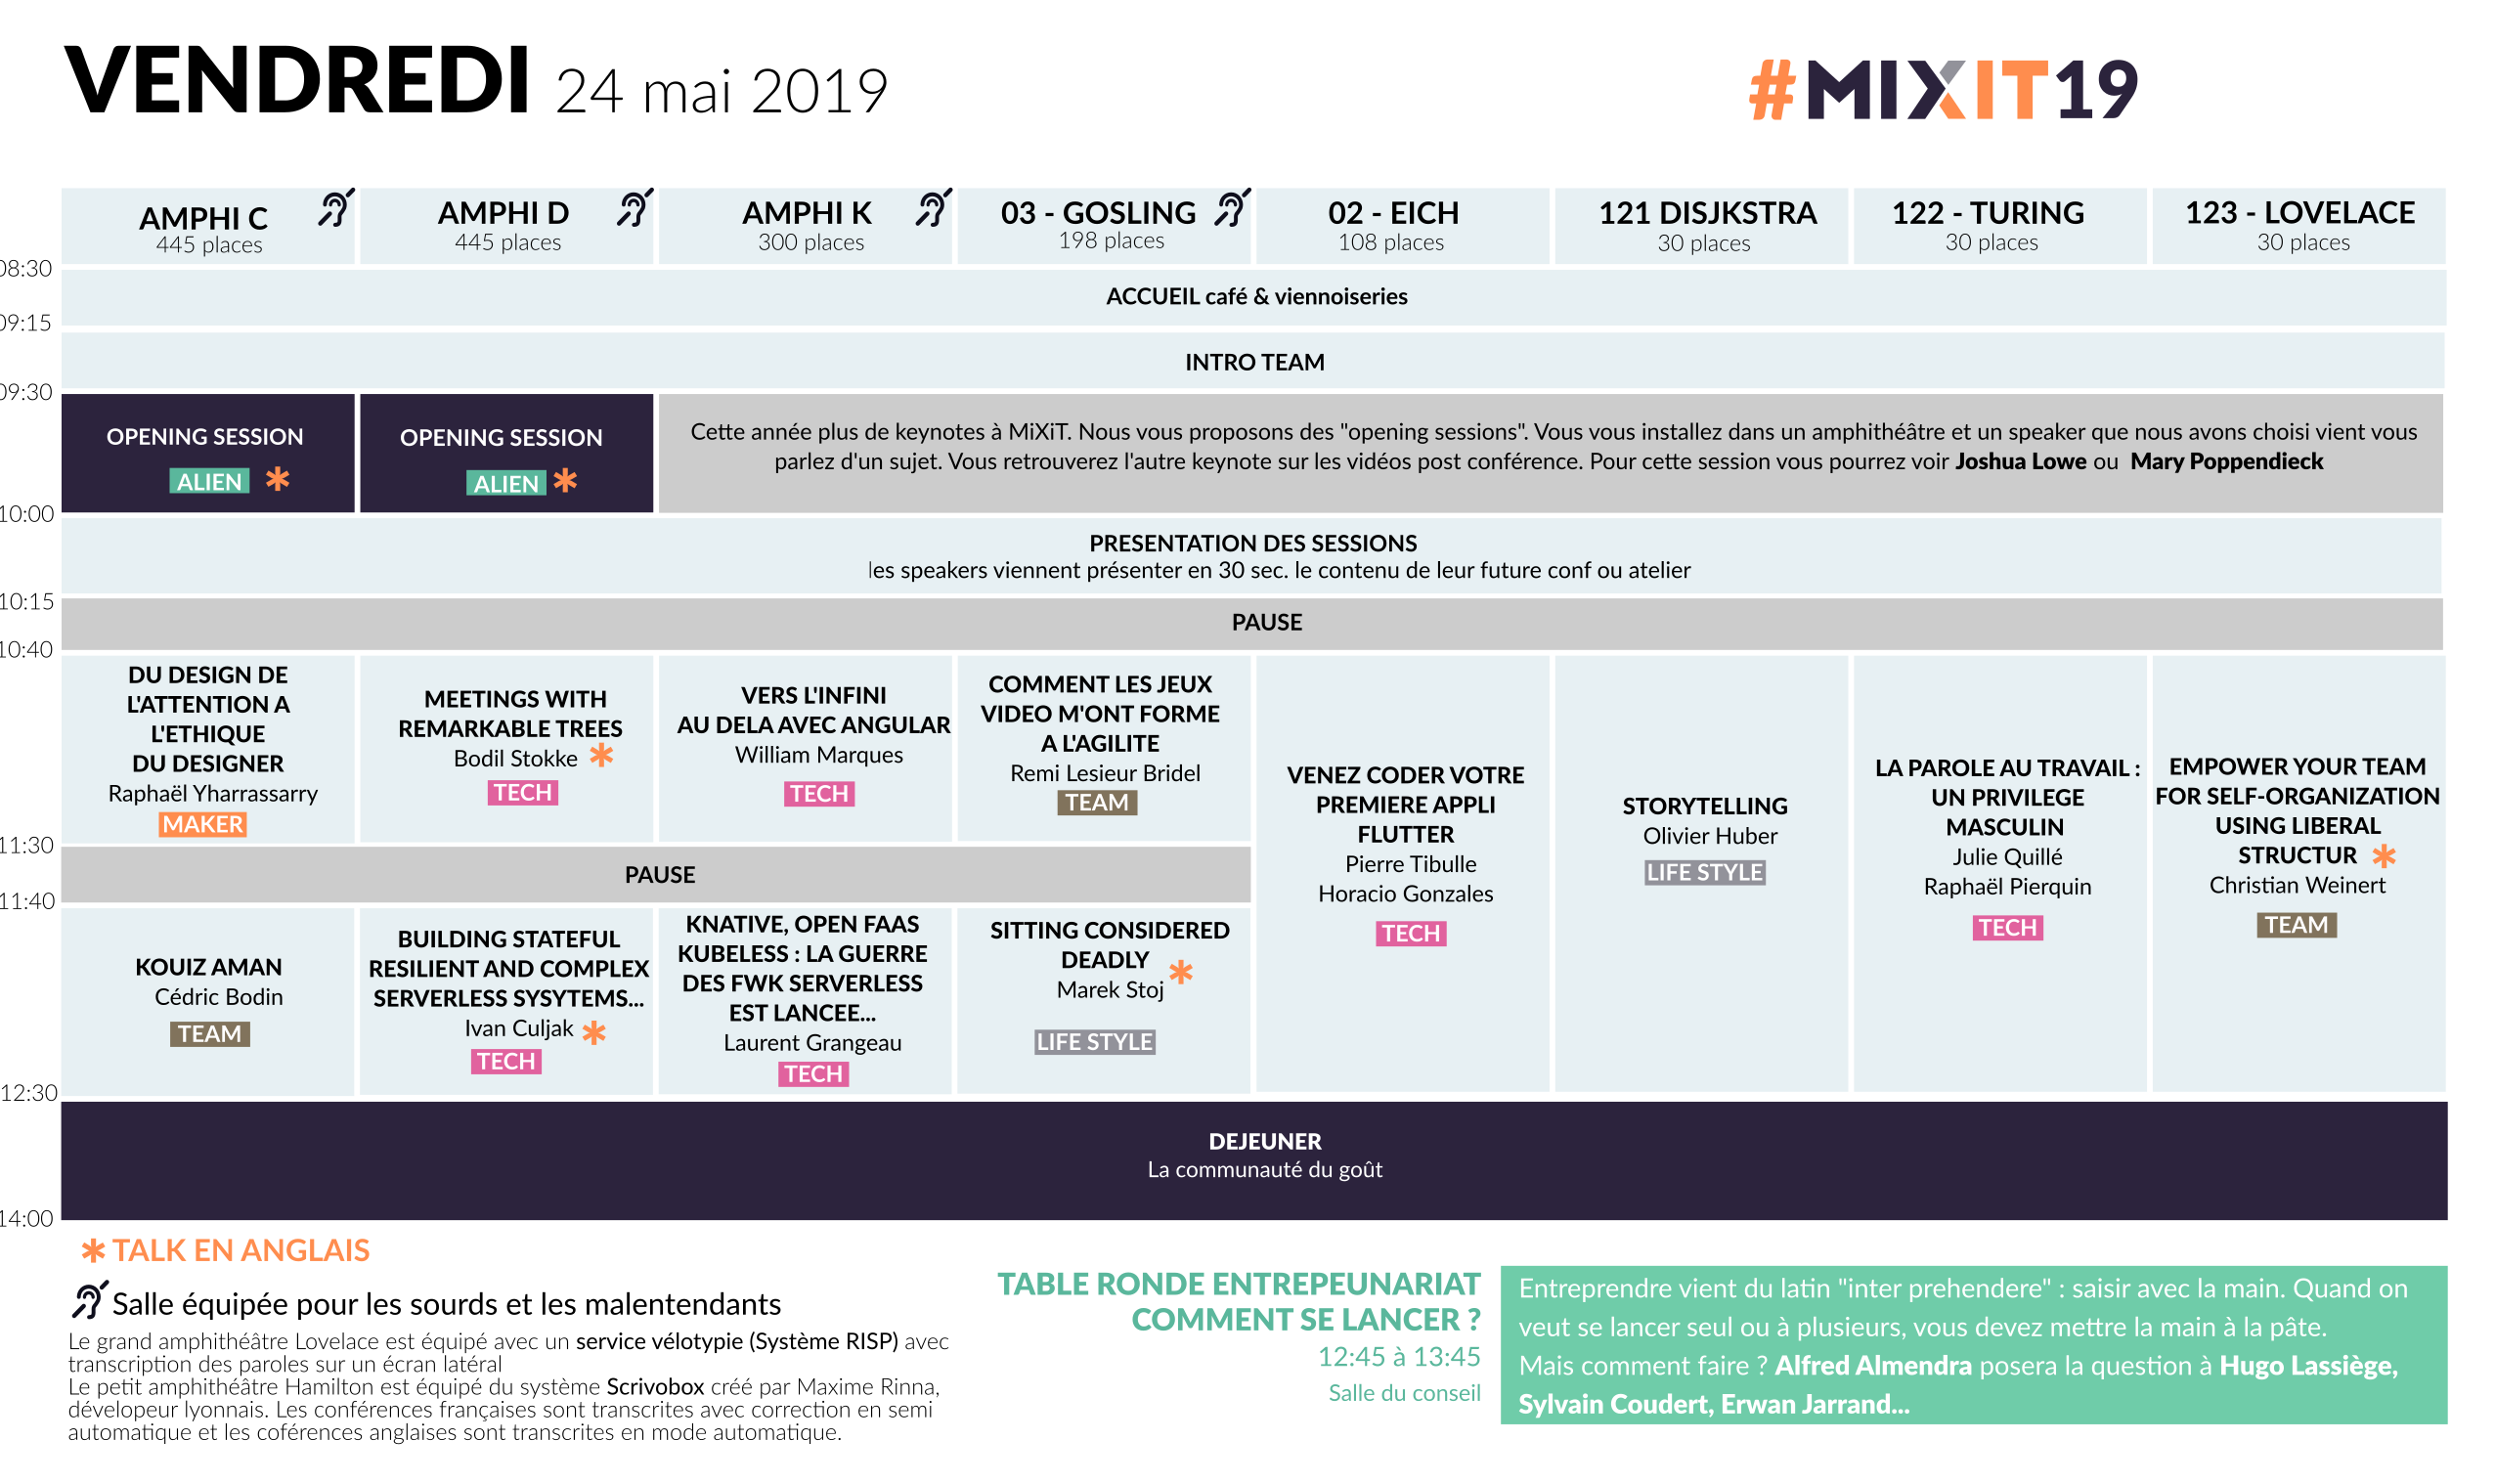 VENDREDI 24 mai 2019
#MIXIT19
AMPHI C
445 places
AMPHI D
445 places
AMPHI K
300 places
03 - GOSLING
198 places
02 - EICH
108 places
121 DISJKSTRA
30 places
122 - TURING
30 places
123 - LOVELACE
30 places
08:30
ACCUEIL café & viennoiseries
09:15
INTRO TEAM
09:30
OPENING SESSION
ALIEN *
OPENING SESSION
ALIEN *
Cette année plus de keynotes à MiXiT. Nous vous proposons des "opening sessions". Vous vous installez dans un amphithéâtre et un speaker que nous avons choisi vient vous
parlez d'un sujet. Vous retrouverez l'autre keynote sur les vidéos post conférence. Pour cette session vous pourrez voir Joshua Lowe ou Mary Poppendieck
10:00
PRESENTATION DES SESSIONS
les speakers viennent présenter en 30 sec. le contenu de leur future conf ou atelier
10:15
PAUSE
10:40
DU DESIGN DE
L'ATTENTION A
L'ETHIQUE
DU DESIGNER
Raphaël Yharrassarry
MAKER
MEETINGS WITH
REMARKABLE TREES
Bodil Stokke *
TECH
VERS L'INFINI
AU DELA AVEC ANGULAR
William Marques
TECH
COMMENT LES JEUX
VIDEO M'ONT FORME
A L'AGILITE
Remi Lesieur Bridel
TEAM
VENEZ CODER VOTRE
PREMIERE APPLI
FLUTTER
Pierre Tibulle
Horacio Gonzales
TECH
STORYTELLING
Olivier Huber
LIFE STYLE
LA PAROLE AU TRAVAIL :
UN PRIVILEGE
MASCULIN
Julie Quillé
Raphaël Pierquin
TECH
EMPOWER YOUR TEAM
FOR SELF-ORGANIZATION
USING LIBERAL
STRUCTUR *
Christian Weinert
TEAM
11:30
PAUSE
11:40
KOUIZ AMAN
Cédric Bodin
TEAM
BUILDING STATEFUL
RESILIENT AND COMPLEX
SERVERLESS SYSYTEMS...
Ivan Culjak *
TECH
KNATIVE, OPEN FAAS
KUBELESS : LA GUERRE
DES FWK SERVERLESS
EST LANCEE...
Laurent Grangeau
TECH
SITTING CONSIDERED
DEADLY *
Marek Stoj
LIFE STYLE
12:30
DEJEUNER
La communauté du goût
14:00
* TALK EN ANGLAIS
Salle équipée pour les sourds et les malentendants
Le grand amphithéâtre Lovelace est équipé avec un service vélotypie (Système RISP) avec
transcription des paroles sur un écran latéral
Le petit amphithéâtre Hamilton est équipé du système Scrivobox créé par Maxime Rinna,
dévelopeur lyonnais. Les conférences françaises sont transcrites avec correction en semi
automatique et les coférences anglaises sont transcrites en mode automatique.
TABLE RONDE ENTREPEUNARIAT
COMMENT SE LANCER ?
12:45 à 13:45
Salle du conseil
Entreprendre vient du latin "inter prehendere" : saisir avec la main. Quand on
veut se lancer seul ou à plusieurs, vous devez mettre la main à la pâte.
Mais comment faire ? Alfred Almendra posera la question à Hugo Lassiège,
Sylvain Coudert, Erwan Jarrand...